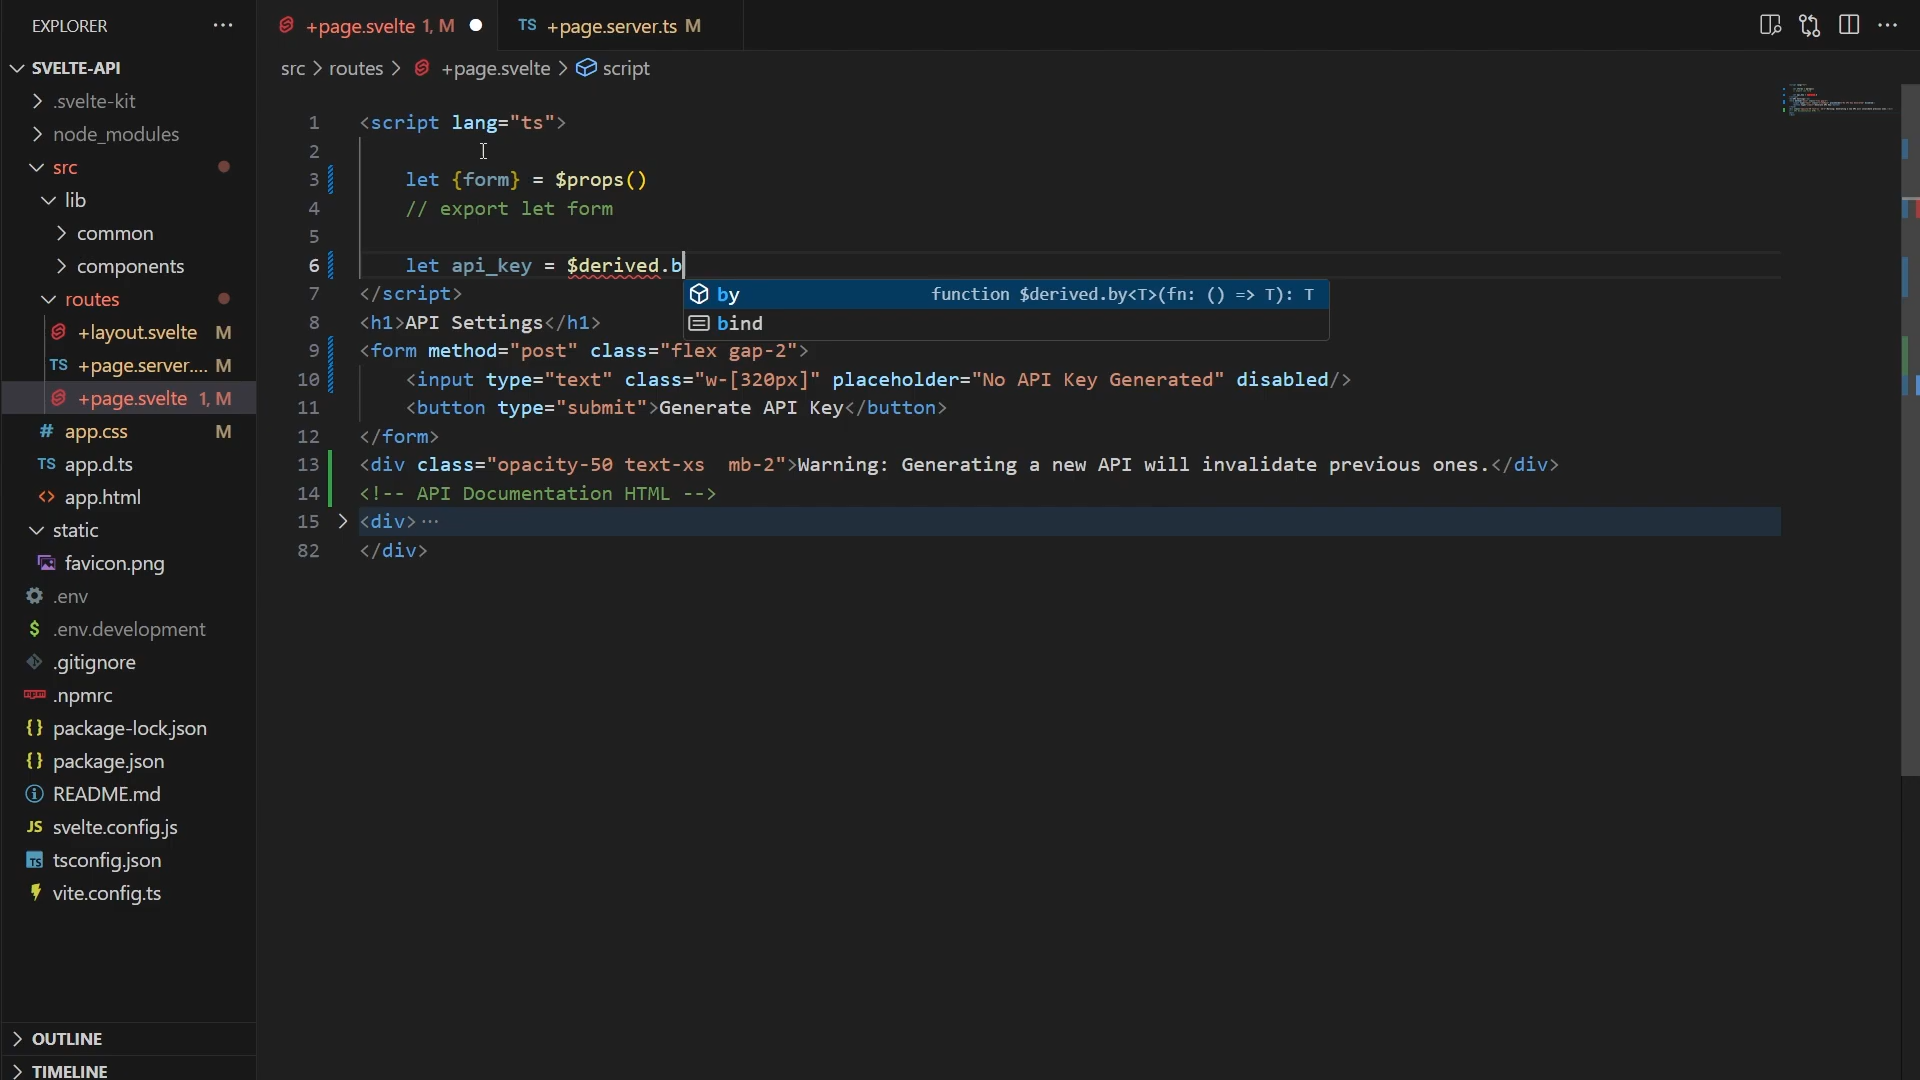 EXPLORER
SVELTE-API
.svelte-kit
node_modules
src
lib
common
components
routes
+layout.svelte M
TS +page.server.... M
+page.svelte 1, M
# app.css M
TS app.d.ts
<> app.html
static
favicon.png
.env
$ .env.development
.gitignore
npm .npmrc
{} package-lock.json
{} package.json
README.md
JS svelte.config.js
TS tsconfig.json
vite.config.ts
OUTLINE
TIMELINE
+page.svelte 1, M
TS +page.server.ts M
src > routes > +page.svelte > script
1 <script lang="ts">
2
3 let {form} = $props()
4 // export let form
5
6 let api_key = $derived.b
by function $derived.by<T>(fn: () => T): T
bind
7 </script>
8 <h1>API Settings</h1>
9 <form method="post" class="flex gap-2">
10 <input type="text" class="w-[320px]" placeholder="No API Key Generated" disabled/>
11 <button type="submit">Generate API Key</button>
12 </form>
13 <div class="opacity-50 text-xs  mb-2">Warning: Generating a new API will invalidate previous ones.</div>
14 <!-- API Documentation HTML -->
15 <div>...
82 </div>